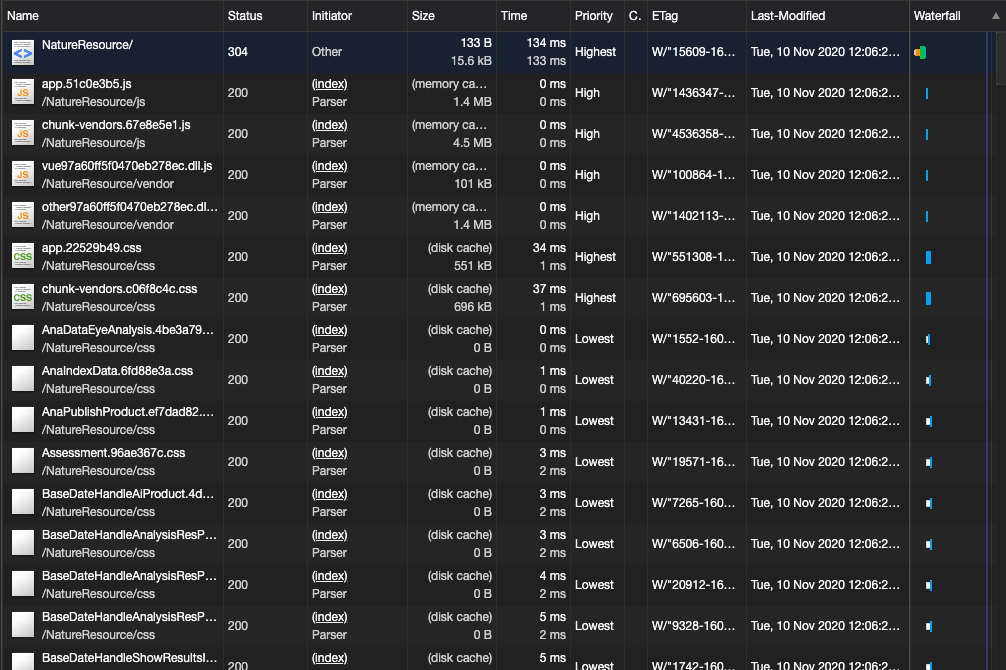 Name Status Initiator Size Time Priority C. ETag Last-Modified Waterfall
NatureResource/ 304 Other 133 B 134 ms Highest W/"15609-16... Tue, 10 Nov 2020 12:06:2...
15.6 kB 133 ms
app.51c0e3b5.js 200 (index) (memory ca... 0 ms High W/"1436347-... Tue, 10 Nov 2020 12:06:2...
/NatureResource/js Parser 1.4 MB 0 ms
chunk-vendors.67e8e5e1.js 200 (index) (memory ca... 0 ms High W/"4536358-... Tue, 10 Nov 2020 12:06:2...
/NatureResource/js Parser 4.5 MB 0 ms
vue97a60ff5f0470eb278ec.dll.js 200 (index) (memory ca... 0 ms High W/"100864-1... Tue, 10 Nov 2020 12:06:2...
/NatureResource/vendor Parser 101 kB 0 ms
other97a60ff5f0470eb278ec.dl... 200 (index) (memory ca... 0 ms High W/"1402113-... Tue, 10 Nov 2020 12:06:2...
/NatureResource/vendor Parser 1.4 MB 0 ms
app.22529b49.css 200 (index) (disk cache) 34 ms Highest W/"551308-1... Tue, 10 Nov 2020 12:06:2...
/NatureResource/css Parser 551 kB 1 ms
chunk-vendors.c06f8c4c.css 200 (index) (disk cache) 37 ms Highest W/"695603-1... Tue, 10 Nov 2020 12:06:2...
/NatureResource/css Parser 696 kB 1 ms
AnaDataEyeAnalysis.4be3a79... 200 (index) (disk cache) 0 ms Lowest W/"1552-160... Tue, 10 Nov 2020 12:06:2...
/NatureResource/css Parser 0 B 0 ms
AnaIndexData.6fd88e3a.css 200 (index) (disk cache) 1 ms Lowest W/"40220-16... Tue, 10 Nov 2020 12:06:2...
/NatureResource/css Parser 0 B 0 ms
AnaPublishProduct.ef7dad82.... 200 (index) (disk cache) 1 ms Lowest W/"13431-16... Tue, 10 Nov 2020 12:06:2...
/NatureResource/css Parser 0 B 0 ms
Assessment.96ae367c.css 200 (index) (disk cache) 3 ms Lowest W/"19571-16... Tue, 10 Nov 2020 12:06:2...
/NatureResource/css Parser 0 B 2 ms
BaseDateHandleAiProduct.4d... 200 (index) (disk cache) 3 ms Lowest W/"7265-160... Tue, 10 Nov 2020 12:06:2...
/NatureResource/css Parser 0 B 2 ms
BaseDateHandleAnalysisResP... 200 (index) (disk cache) 3 ms Lowest W/"6506-160... Tue, 10 Nov 2020 12:06:2...
/NatureResource/css Parser 0 B 2 ms
BaseDateHandleAnalysisResP... 200 (index) (disk cache) 4 ms Lowest W/"20912-16... Tue, 10 Nov 2020 12:06:2...
/NatureResource/css Parser 0 B 2 ms
BaseDateHandleAnalysisResP... 200 (index) (disk cache) 5 ms Lowest W/"9328-160... Tue, 10 Nov 2020 12:06:2...
/NatureResource/css Parser 0 B 2 ms
BaseDateHandleShowResultsI... 200 (index) (disk cache) 5 ms Lowest W/"1742-160... Tue, 10 Nov 2020 12:06:2...